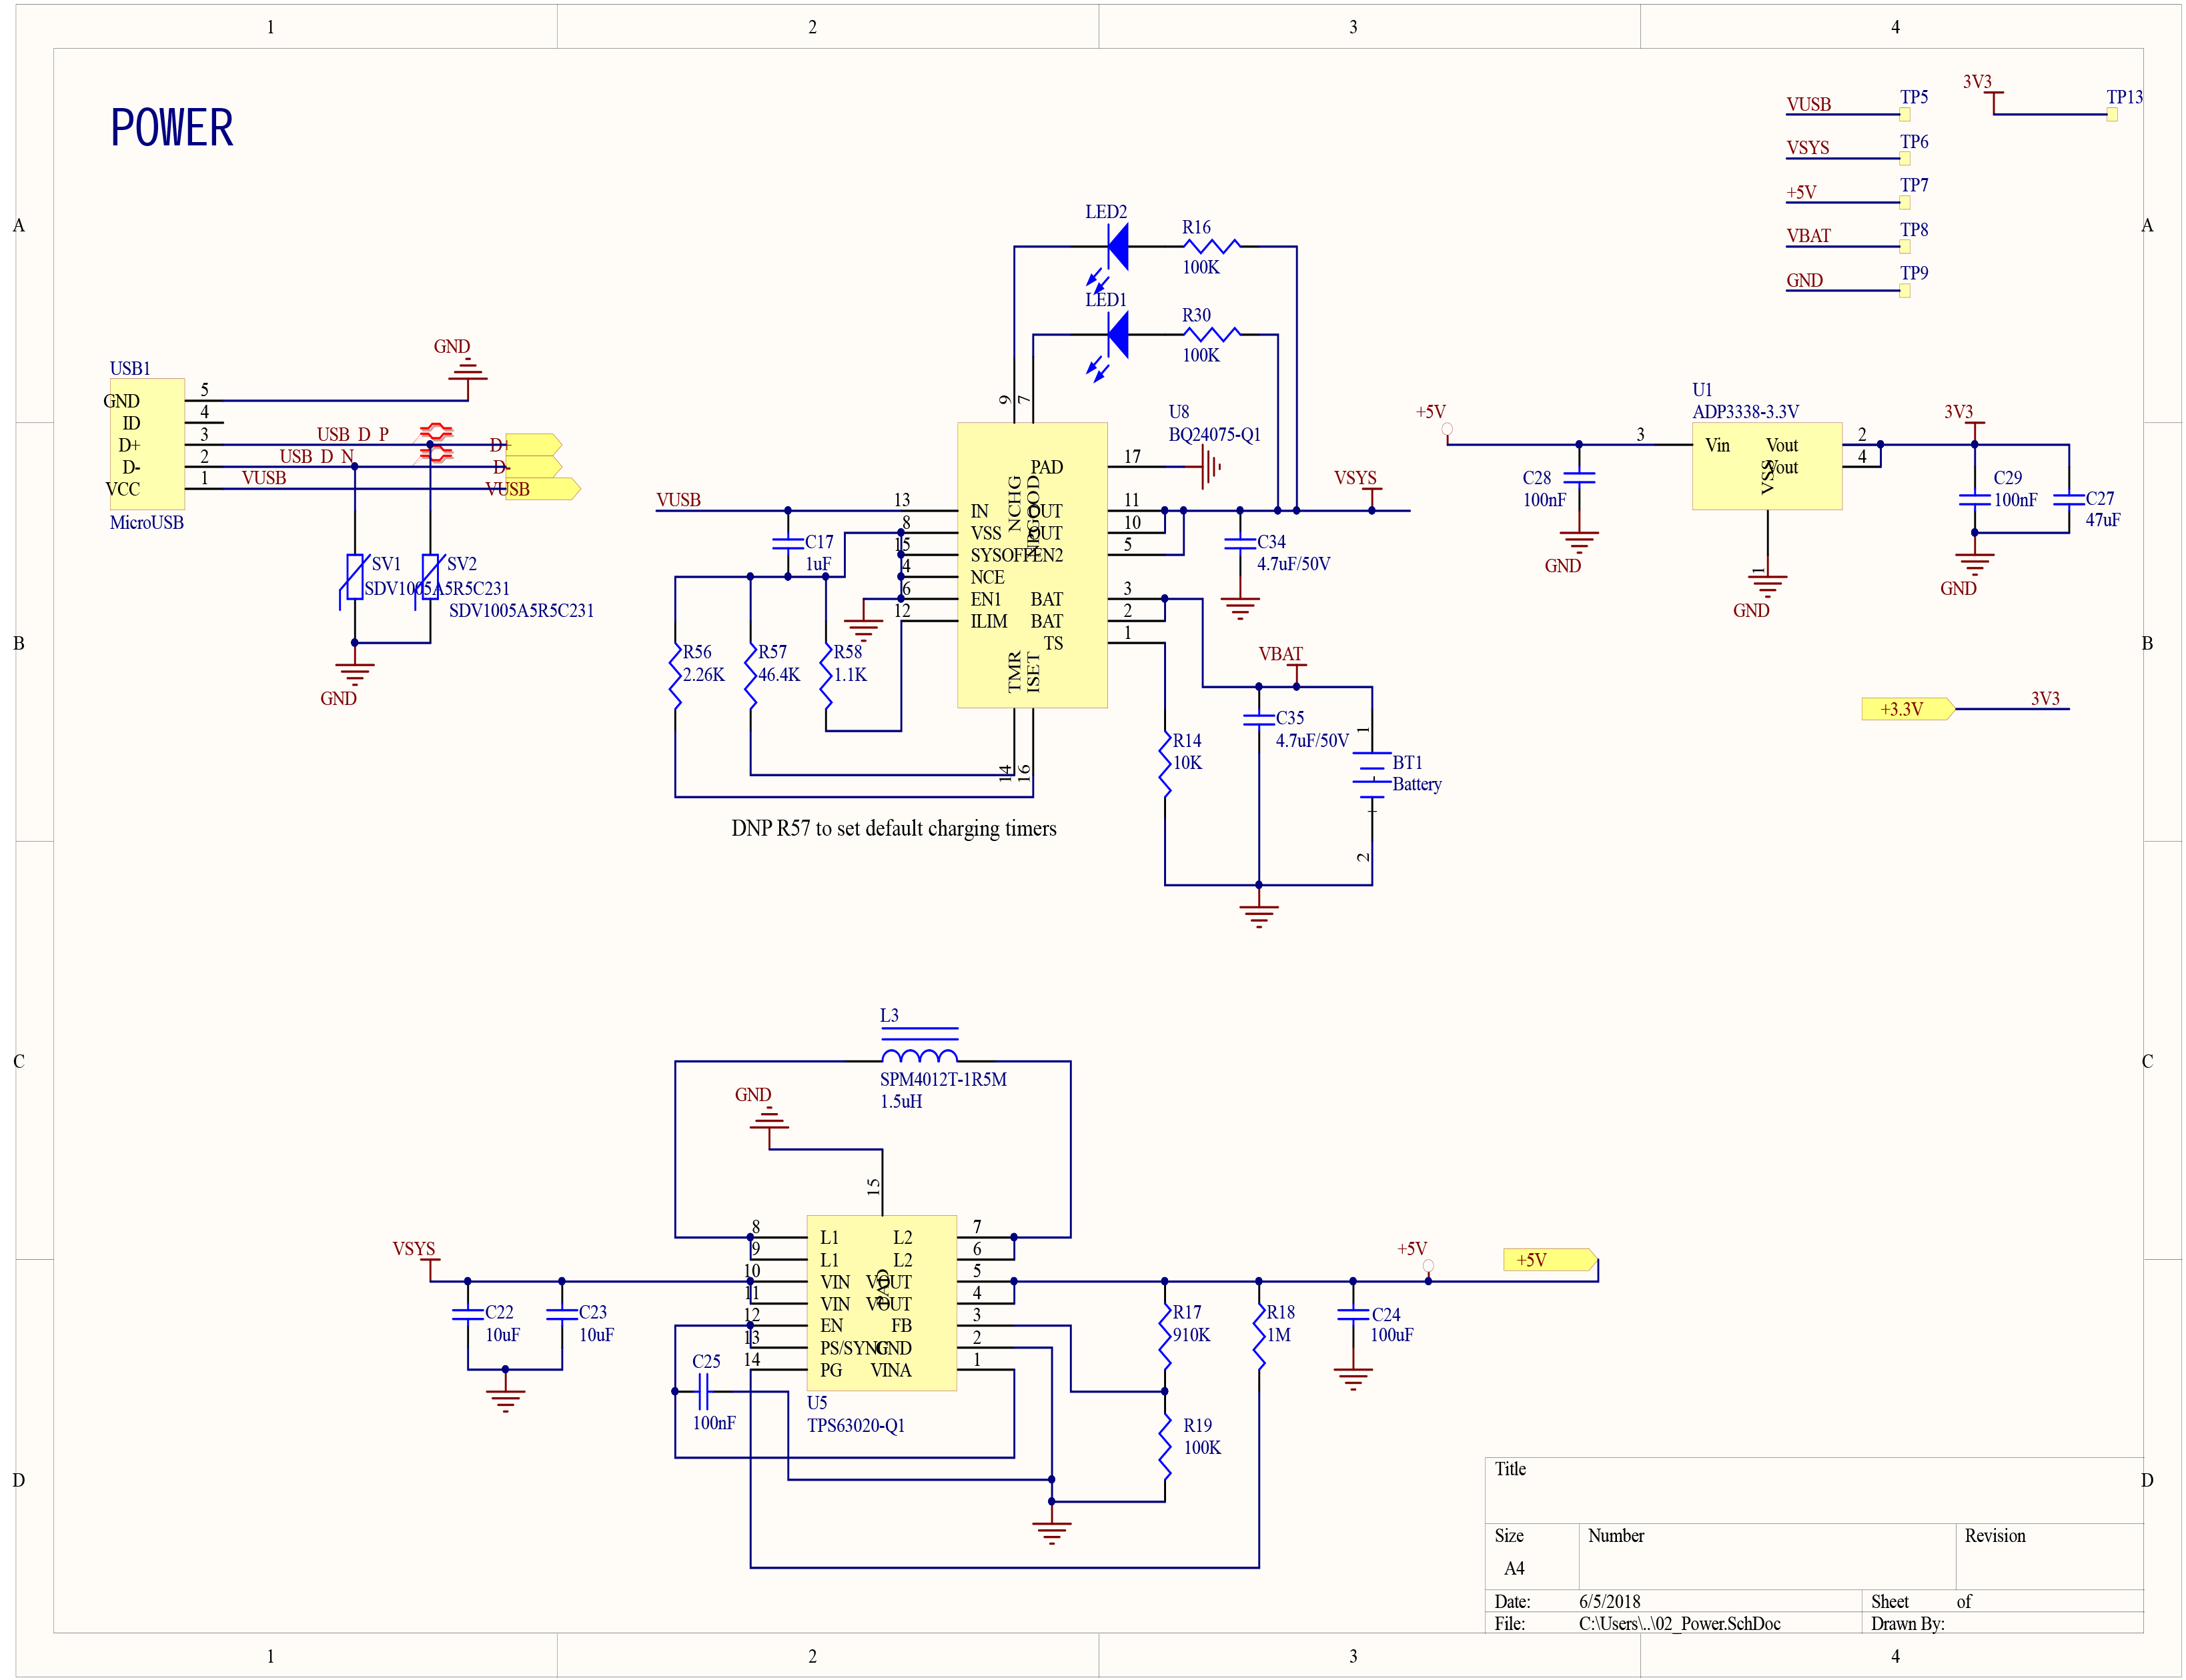 1 2 3 4
POWER
A
A
B
B
C
C
D
D
VUSB TP5
3V3 TP13
VSYS TP6
+5V TP7
VBAT TP8
GND TP9
LED2
R16
100K
LED1
R30
100K
9 7
USB1
GND 5
ID 4
D+ 3
D- 2
VCC 1
MicroUSB
GND
USB_D_P
USB_D_N
VUSB
D+
D-
VUSB
SV1
SDV1005A5R5C231
SV2
SDV1005A5R5C231
GND
VUSB
C17
1uF
U8
BQ24075-Q1
13 IN
8 VSS
15 SYSOFF
4 NCE
6 EN1
12 ILIM
NCHG
NPGOOD
PAD 17
OUT 11
OUT 10
EN2 5
BAT 3
BAT 2
TS 1
TMR
ISET
14 16
R56
2.26K
R57
46.4K
R58
1.1K
DNP R57 to set default charging timers
VSYS
C34
4.7uF/50V
VBAT
C35
4.7uF/50V
R14
10K
1
BT1
Battery
2
+5V
C28
100nF
GND
U1
ADP3338-3.3V
3 Vin
Vout 2
Vout 4
VSS
1
GND
3V3
C29
100nF
C27
47uF
GND
+3.3V 3V3
L3
SPM4012T-1R5M
1.5uH
GND
15
8 L1
9 L1
10 VIN
11 VIN
12 EN
13 PS/SYNC
14 PG
PAD
L2 7
L2 6
VOUT 5
VOUT 4
FB 3
GND 2
VINA 1
U5
TPS63020-Q1
VSYS
C22
10uF
C23
10uF
C25
100nF
R17
910K
R18
1M
R19
100K
C24
100uF
+5V
+5V
Title
Size
A4
Number
Revision
Date: 6/5/2018
Sheet of
File: C:\Users\..\02_Power.SchDoc
Drawn By:
1 2 3 4